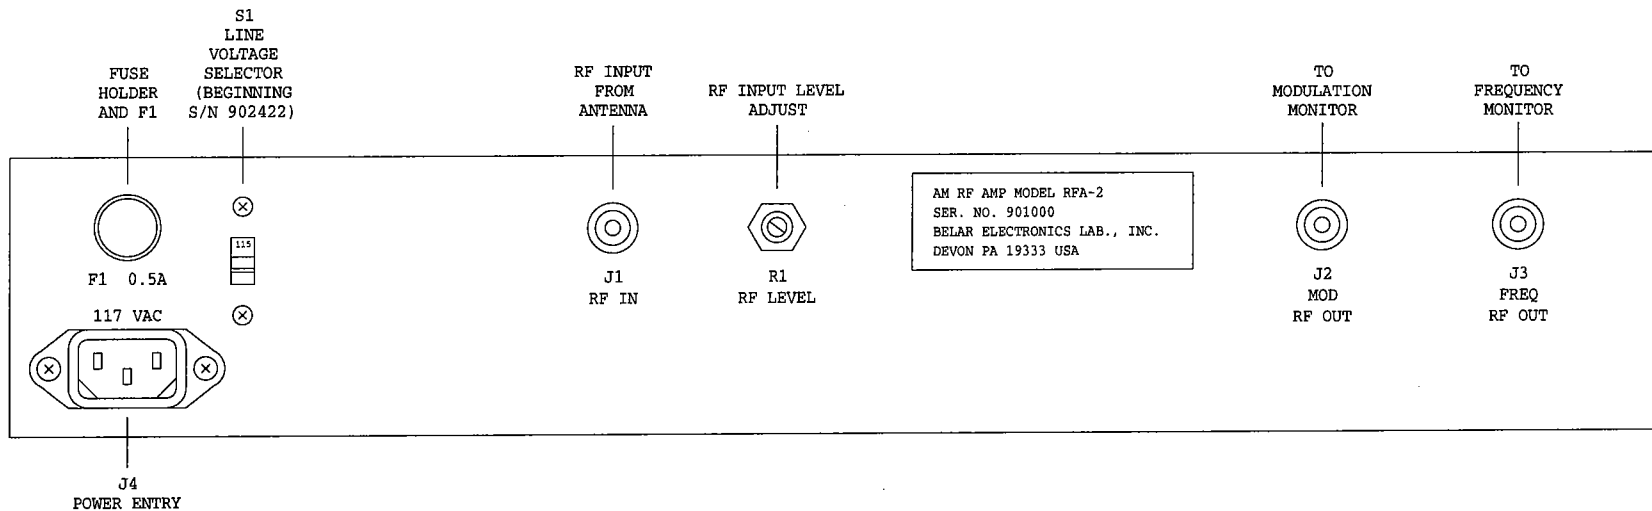 S1
LINE
VOLTAGE
SELECTOR
(BEGINNING
S/N 902422)
FUSE
HOLDER
AND F1
RF INPUT
FROM
ANTENNA
RF INPUT LEVEL
ADJUST
TO
MODULATION
MONITOR
TO
FREQUENCY
MONITOR
115
F1 0.5A
117 VAC
J1
RF IN
R1
RF LEVEL
AM RF AMP MODEL RFA-2
SER. NO. 901000
BELAR ELECTRONICS LAB., INC.
DEVON PA 19333 USA
J2
MOD
RF OUT
J3
FREQ
RF OUT
J4
POWER ENTRY